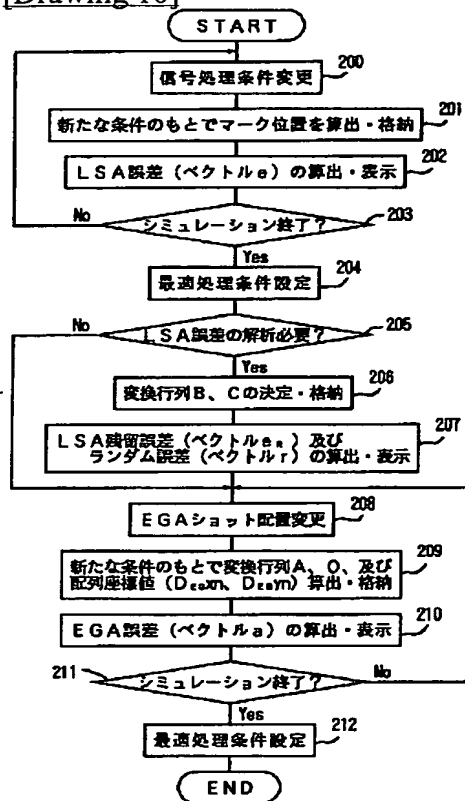 [Drawing 10]
START
信号処理条件変更
200
新たな条件のもとでマーク位置を算出・格納
201
LSA誤差(ベクトルe)の算出・表示
202
No
シミュレーション終了?
203
Yes
最適処理条件設定
204
No
LSA誤差の解析必要?
205
Yes
変換行列B、Cの決定・格納
206
LSA残留誤差(ベクトルeR)及び
ランダム誤差(ベクトルr)の算出・表示
207
EGAショット配置変更
208
新たな条件のもとで変換行列A、O、及び
配列座標値 算出・格納
209
EGA誤差(ベクトルa)の算出・表示
210
211
シミュレーション終了?
No
Yes
最適処理条件設定
212
END